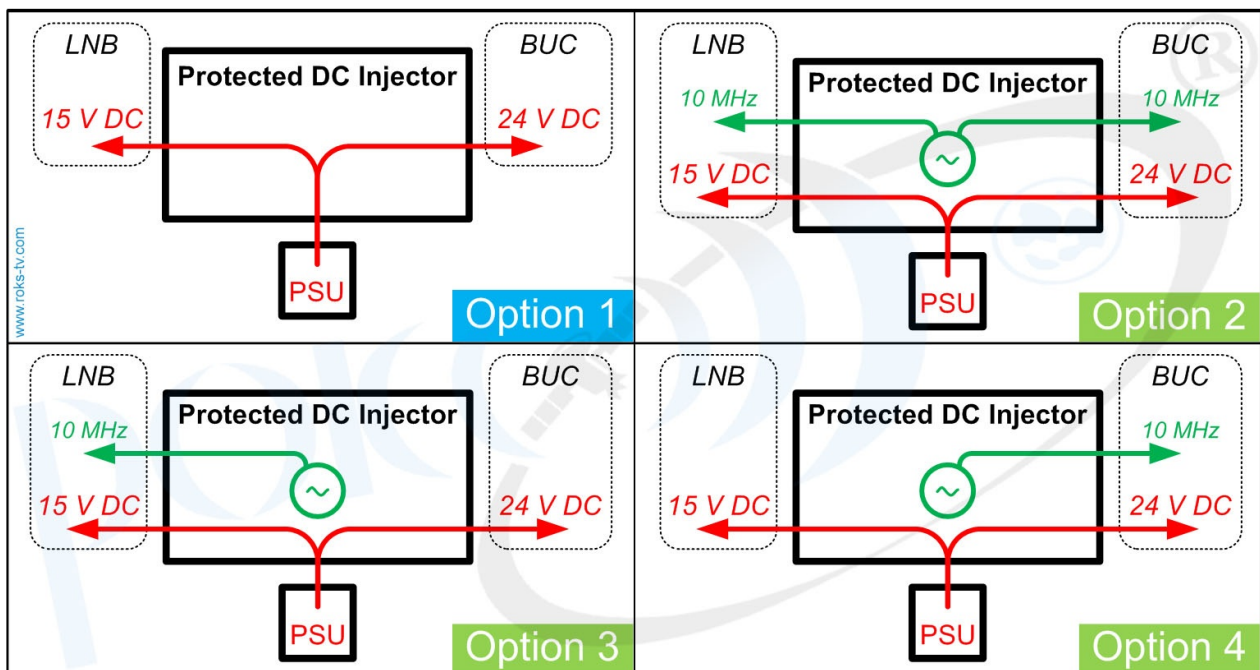 LNB
BUC
Protected DC Injector
15 V DC
24 V DC
PSU
www.roks-tv.com
Option 1
LNB
BUC
Protected DC Injector
10 MHz
10 MHz
15 V DC
24 V DC
PSU
Option 2
LNB
BUC
Protected DC Injector
10 MHz
15 V DC
24 V DC
PSU
Option 3
LNB
BUC
Protected DC Injector
10 MHz
15 V DC
24 V DC
PSU
Option 4
РОКС
®